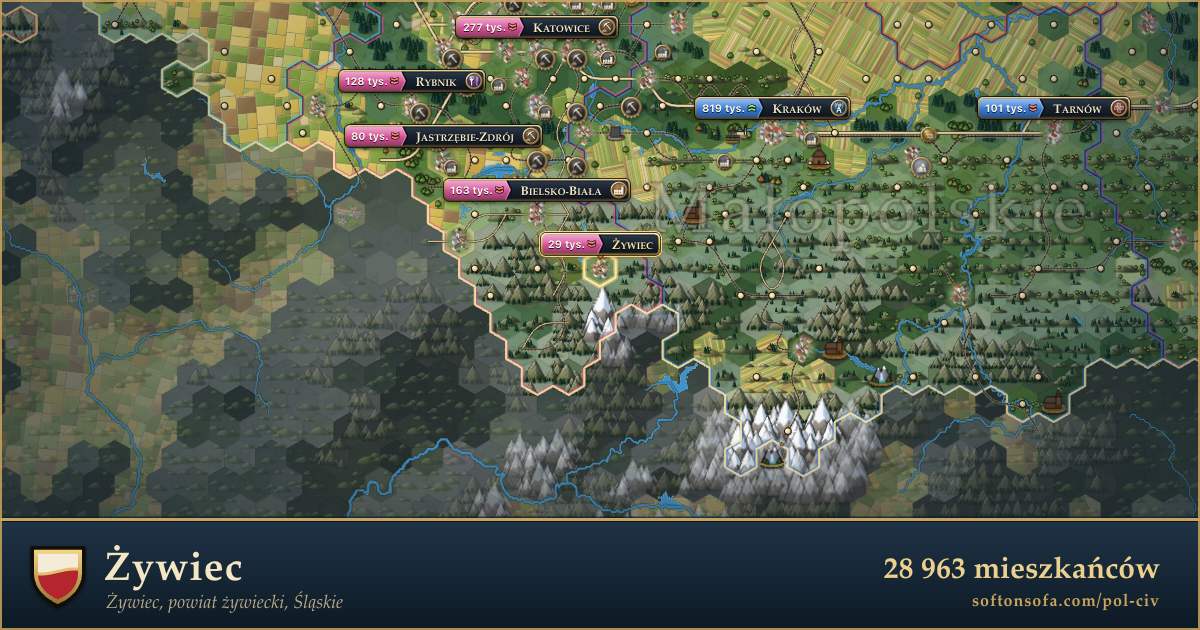 277 tys. Katowice
128 tys. Rybnik
819 tys. Kraków
101 tys. Tarnów
80 tys. Jastrzębie-Zdrój
163 tys. Bielsko-Biała
Małopolskie
29 tys. Żywiec
Żywiec
28 963 mieszkańców
Żywiec, powiat żywiecki, Śląskie
softonsofa.com/pol-civ